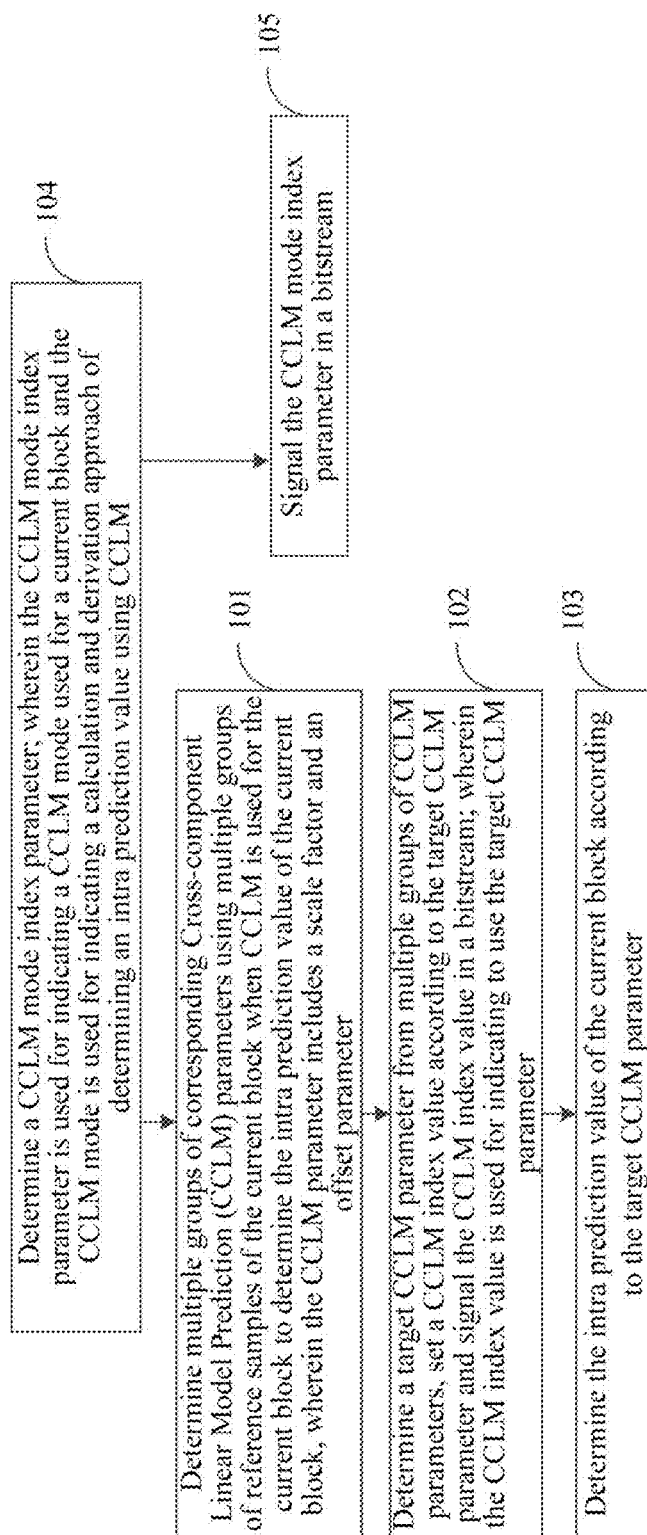 Determine a CCLM mode index parameter; wherein the CCLM mode index
parameter is used for indicating a CCLM mode used for a current block and the
CCLM mode is used for indicating a calculation and derivation approach of
determining an intra prediction value using CCLM
104
Signal the CCLM mode index
parameter in a bitstream
105
Determine multiple groups of corresponding Cross-component
Linear Model Prediction (CCLM) parameters using multiple groups
of reference samples of the current block when CCLM is used for the
current block to determine the intra prediction value of the current
block, wherein the CCLM parameter includes a scale factor and an
offset parameter
101
Determine a target CCLM parameter from multiple groups of CCLM
parameters, set a CCLM index value according to the target CCLM
parameter and signal the CCLM index value in a bitstream; wherein
the CCLM index value is used for indicating to use the target CCLM
parameter
102
Determine the intra prediction value of the current block according
to the target CCLM parameter
103